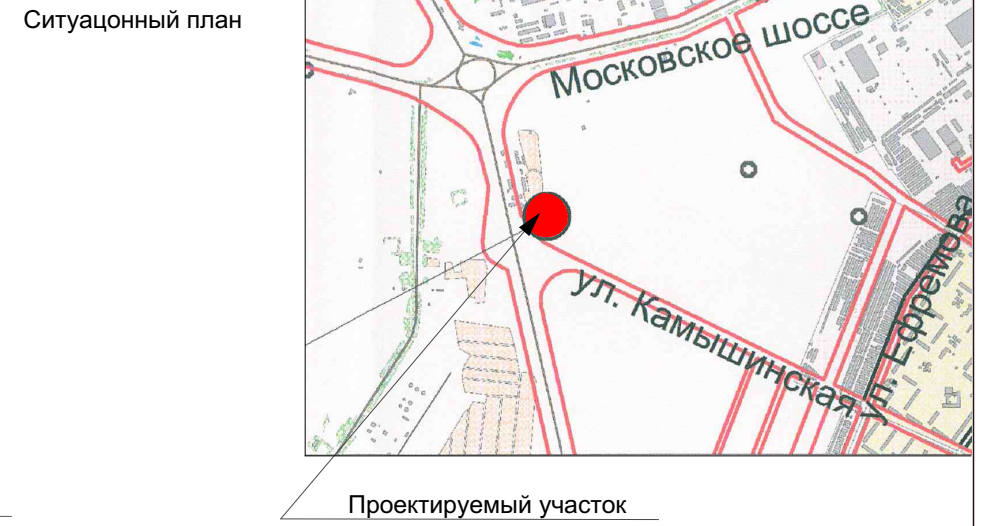 Ситуацонный план
Московское шоссе
ул. Камышинская
ул. Ефремова
Проектируемый участок